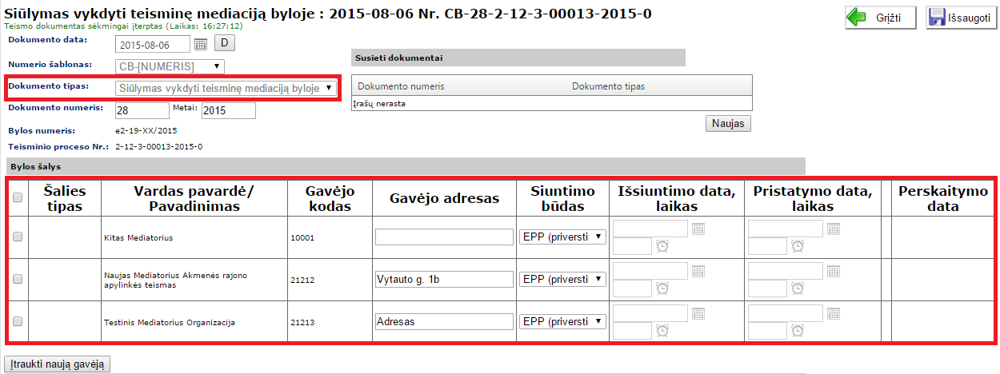 Siūlymas vykdyti teisminę mediaciją byloje : 2015-08-06 Nr. CB-28-2-12-3-00013-2015-0
Grįžti
Išsaugoti
Teismo dokumentas sėkmingai įterptas (Laikas: 16:27:12)
Dokumento data: 2015-08-06 D
Susieti dokumentai
Numerio šablonas: CB-[NUMERIS]
Dokumento tipas: Siūlymas vykdyti teisminę mediaciją byloje
Dokumento numeris Dokumento tipas
Įrašų nerasta
Dokumento numeris: 28 Metai: 2015
Naujas
Bylos numeris: e2-19-XX/2015
Teisminio proceso Nr.: 2-12-3-00013-2015-0
Bylos šalys
Šalies tipas
Vardas pavardė/ Pavadinimas
Gavėjo kodas
Gavėjo adresas
Siuntimo būdas
Išsiuntimo data, laikas
Pristatymo data, laikas
Perskaitymo data
Kitas Mediatorius 10001 EPP (priversti
Naujas Mediatorius Akmenės rajono apylinkės teismas 21212 Vytauto g. 1b EPP (priversti
Testinis Mediatorius Organizacija 21213 Adresas EPP (priversti
Įtraukti naują gavėją